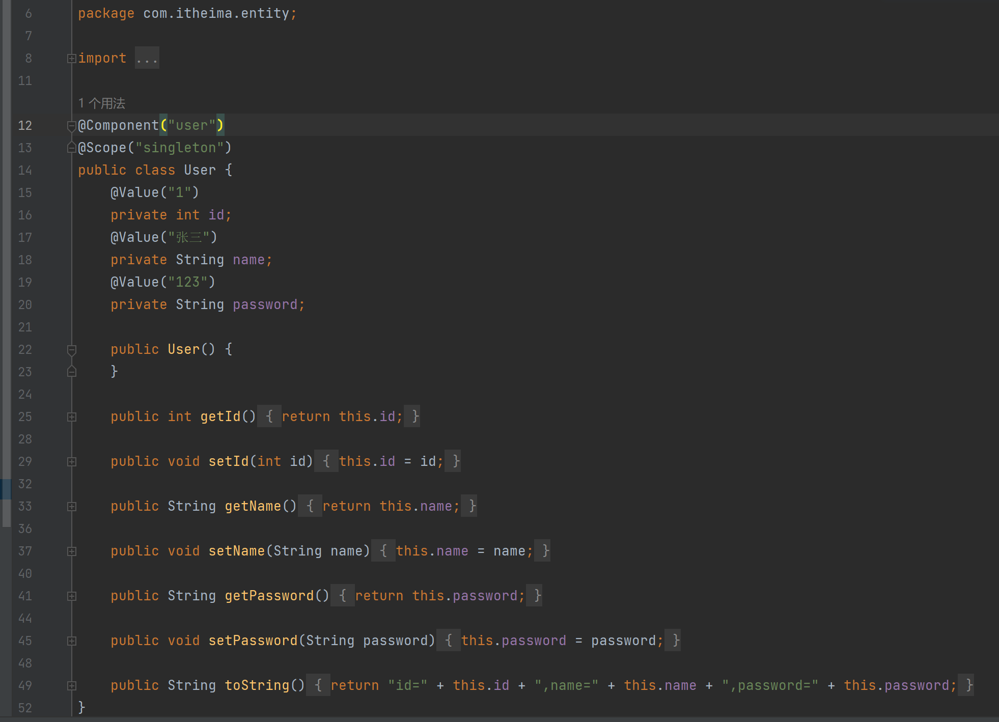 6 package com.itheima.entity;
7
8 import ...
11
1 个用法
12 @Component("user")
13 @Scope("singleton")
14 public class User {
15 @Value("1")
16 private int id;
17 @Value("张三")
18 private String name;
19 @Value("123")
20 private String password;
21
22 public User() {
23 }
24
25 public int getId() { return this.id; }
28
29 public void setId(int id) { this.id = id; }
32
33 public String getName() { return this.name; }
36
37 public void setName(String name) { this.name = name; }
40
41 public String getPassword() { return this.password; }
44
45 public void setPassword(String password) { this.password = password; }
48
49 public String toString() { return "id=" + this.id + ",name=" + this.name + ",password=" + this.password; }
52 }